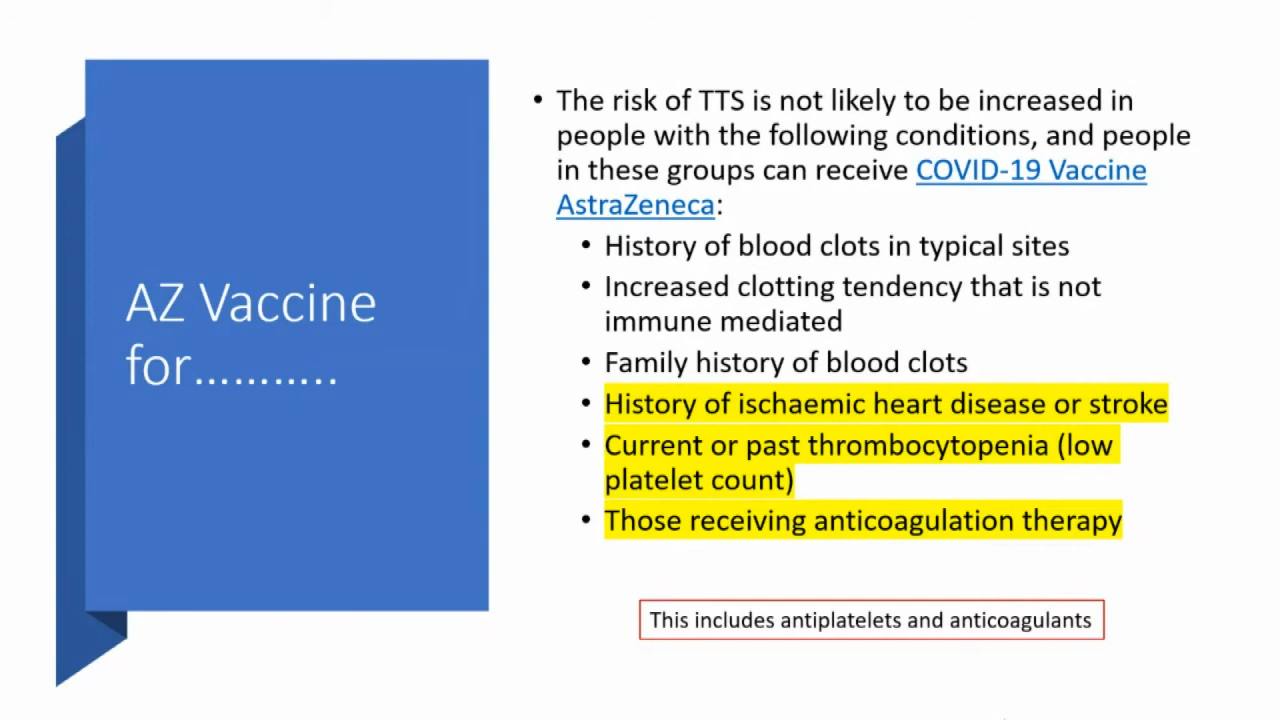 AZ Vaccine
for………..
• The risk of TTS is not likely to be increased in
people with the following conditions, and people
in these groups can receive COVID-19 Vaccine
AstraZeneca:
• History of blood clots in typical sites
• Increased clotting tendency that is not
immune mediated
• Family history of blood clots
• History of ischaemic heart disease or stroke
• Current or past thrombocytopenia (low
platelet count)
• Those receiving anticoagulation therapy
This includes antiplatelets and anticoagulants